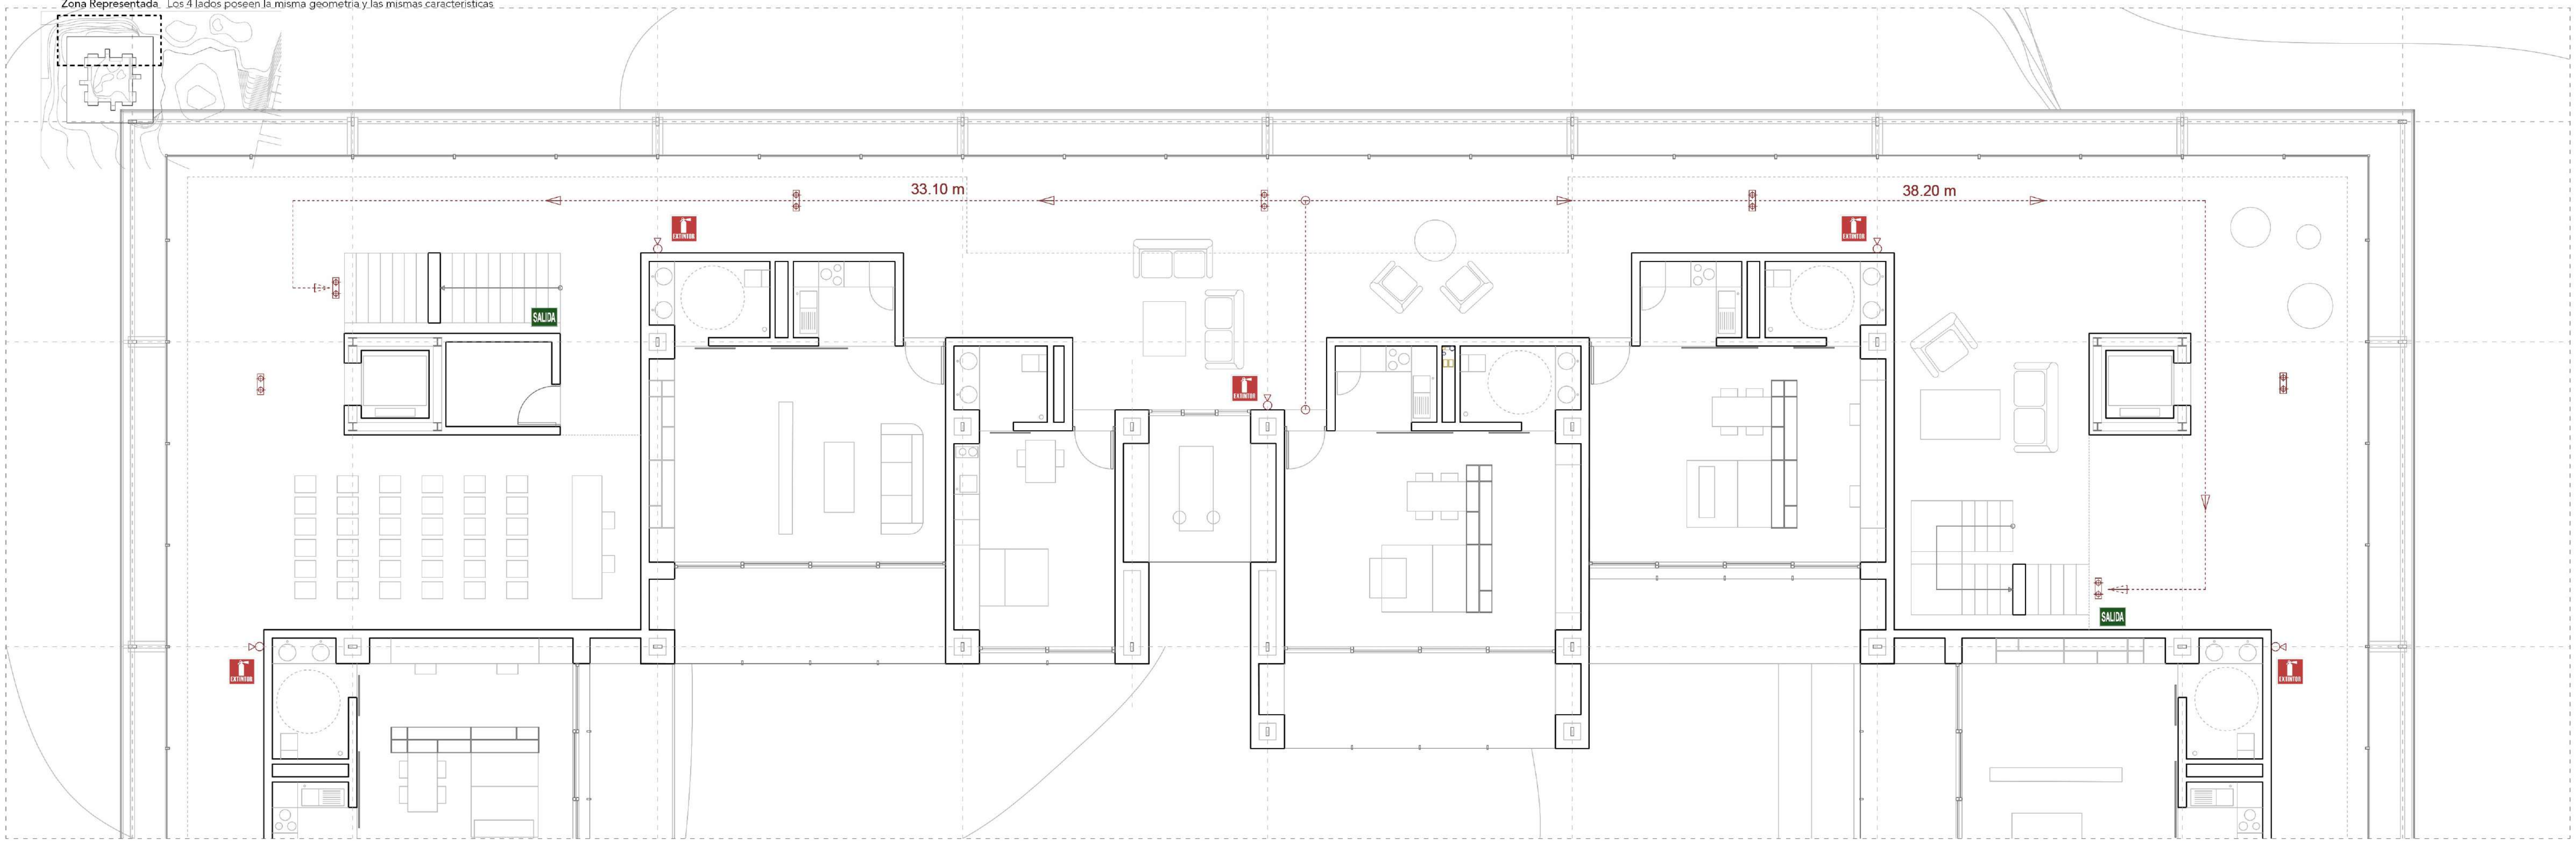 Zona Representada Los 4 lados poseen la misma geometría y las mismas características
33.10 m
38.20 m
EXTINTOR
EXTINTOR
SALIDA
EXTINTOR
SALIDA
EXTINTOR
EXTINTOR